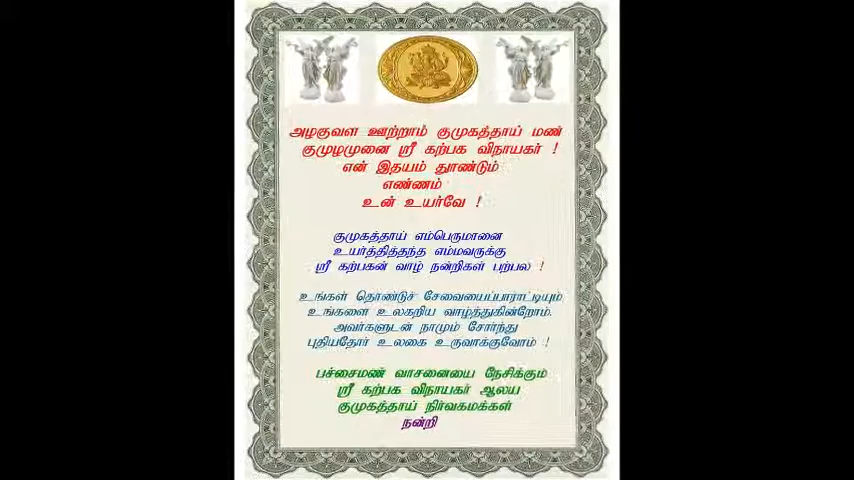 அழகுவள ஊற்றாம் குமுகத்தாய் மண்
குமுழமுனை ஸ்ரீ கற்பக விநாயகர் !
என் இதயம் தூண்டும்
எண்ணம்
உன் உயர்வே !
குமுகத்தாய் எம்பெருமானை
உயர்த்தித்தந்த எம்மவருக்கு
ஸ்ரீ கற்பகன் வாழ் நன்றிகள் பற்பல !
உங்கள் தொண்டுச் சேவையைப்பாராட்டியும்
உங்களை உலகறிய வாழ்த்துகின்றோம்.
அவர்களுடன் நாமும் சேர்ந்து
புதியதோர் உலகை உருவாக்குவோம் !
பச்சைமண் வாசனையை நேசிக்கும்
ஸ்ரீ கற்பக விநாயகர் ஆலய
குமுகத்தாய் நிர்வகமக்கள்
நன்றி